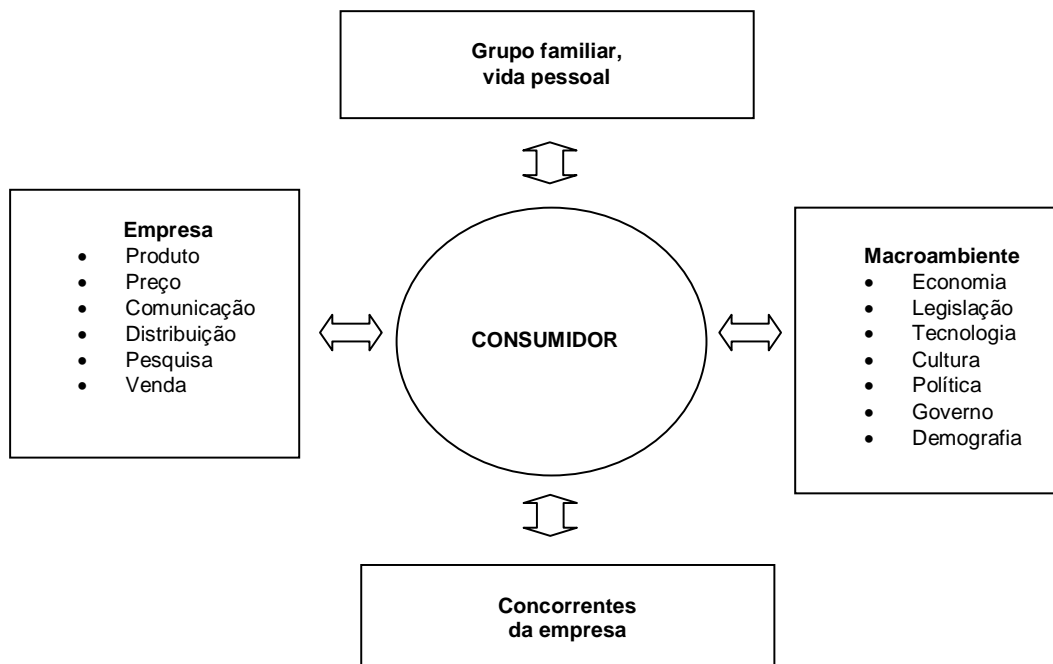 Grupo familiar,
vida pessoal
Empresa
• Produto
• Preço
• Comunicação
• Distribuição
• Pesquisa
• Venda
CONSUMIDOR
Macroambiente
• Economia
• Legislação
• Tecnologia
• Cultura
• Política
• Governo
• Demografia
Concorrentes
da empresa